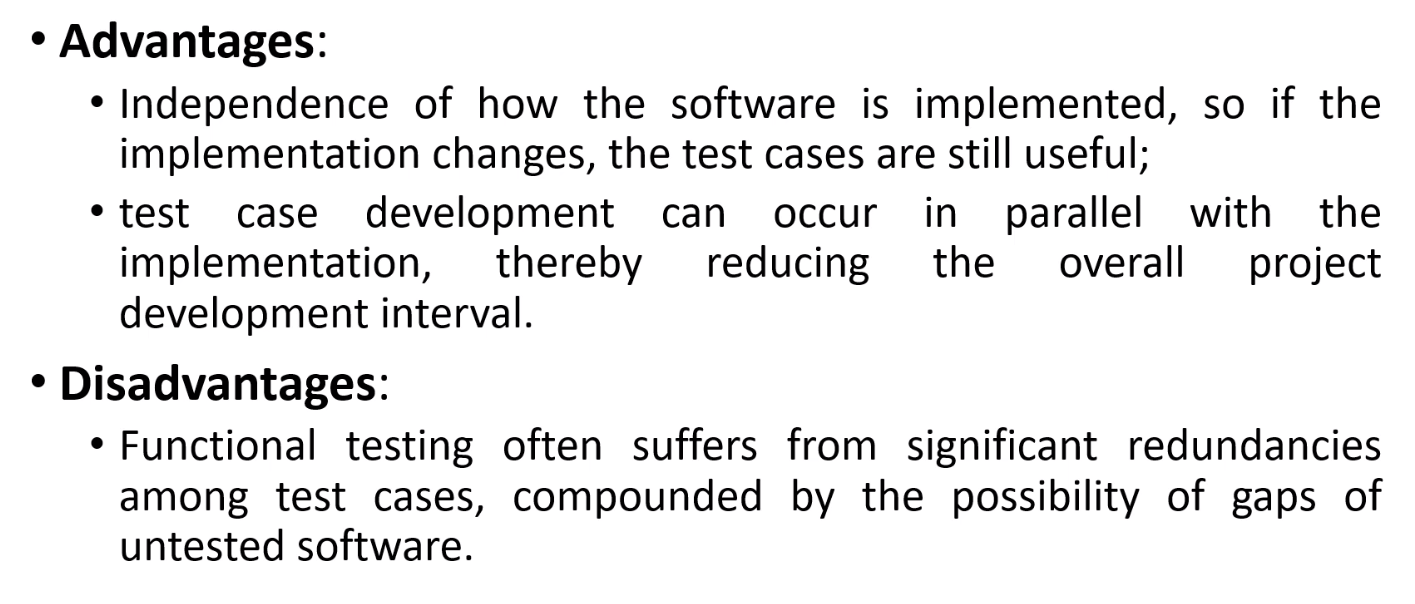 • Advantages:
• Independence of how the software is implemented, so if the
implementation changes, the test cases are still useful;
• test case development can occur in parallel with the
implementation, thereby reducing the overall project
development interval.
• Disadvantages:
• Functional testing often suffers from significant redundancies
among test cases, compounded by the possibility of gaps of
untested software.